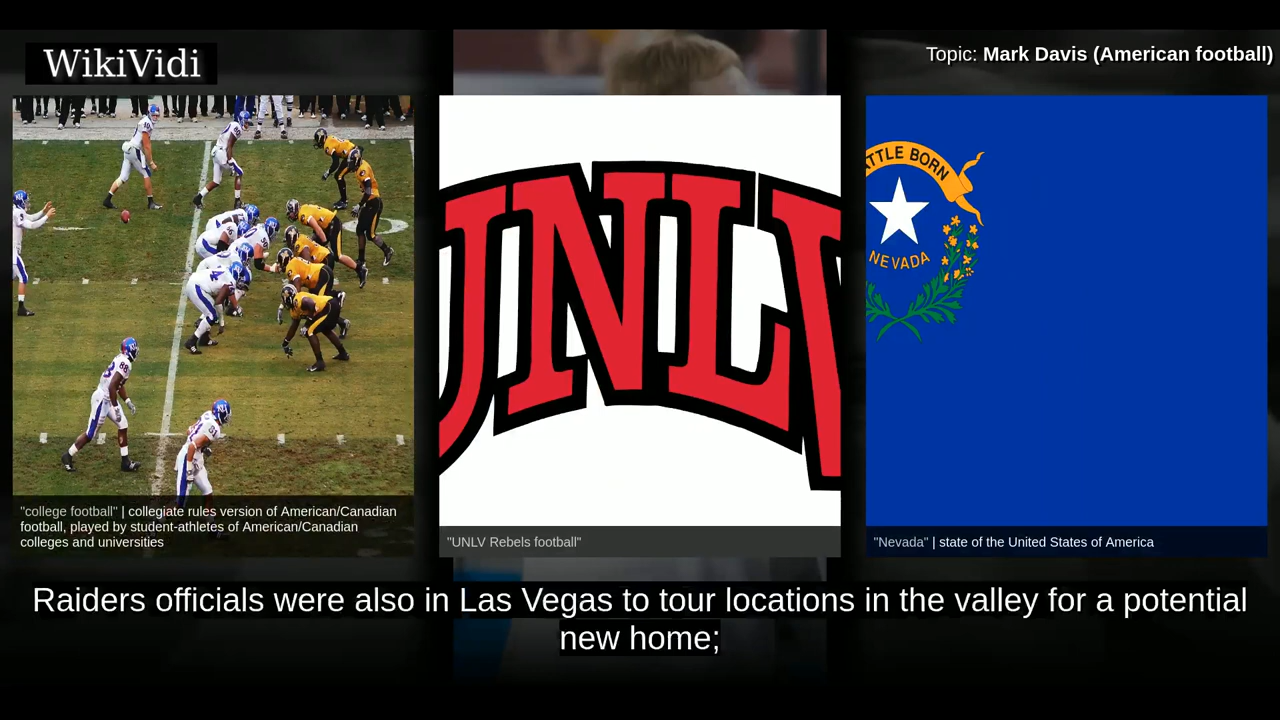 WikiVidi
Topic: Mark Davis (American football)
TTLE BORN
NEVADA
UNLV
"college football" | collegiate rules version of American/Canadian
football, played by student-athletes of American/Canadian
colleges and universities
"UNLV Rebels football"
"Nevada" | state of the United States of America
Raiders officials were also in Las Vegas to tour locations in the valley for a potential
new home;